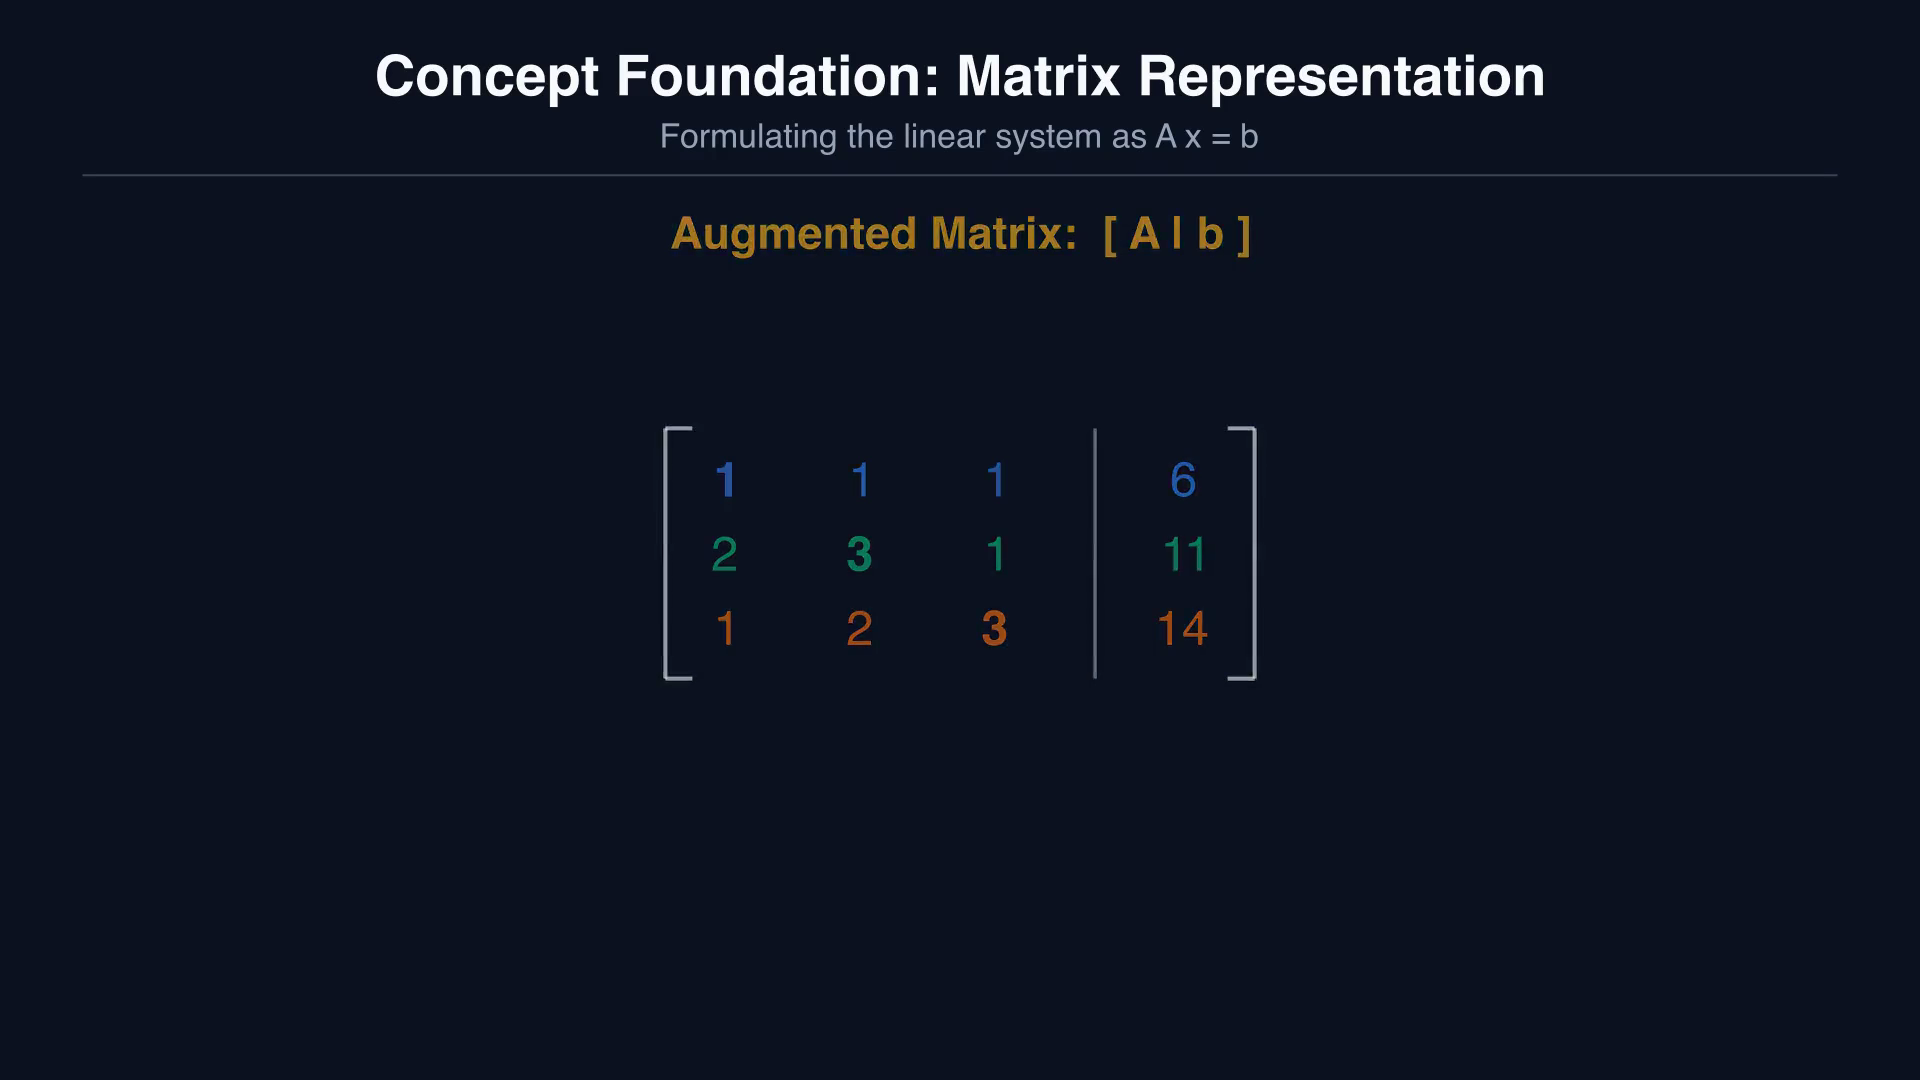 Concept Foundation: Matrix Representation
Formulating the linear system as A x = b
Augmented Matrix: [ A | b ]
1 1 1 6
2 3 1 11
1 2 3 14